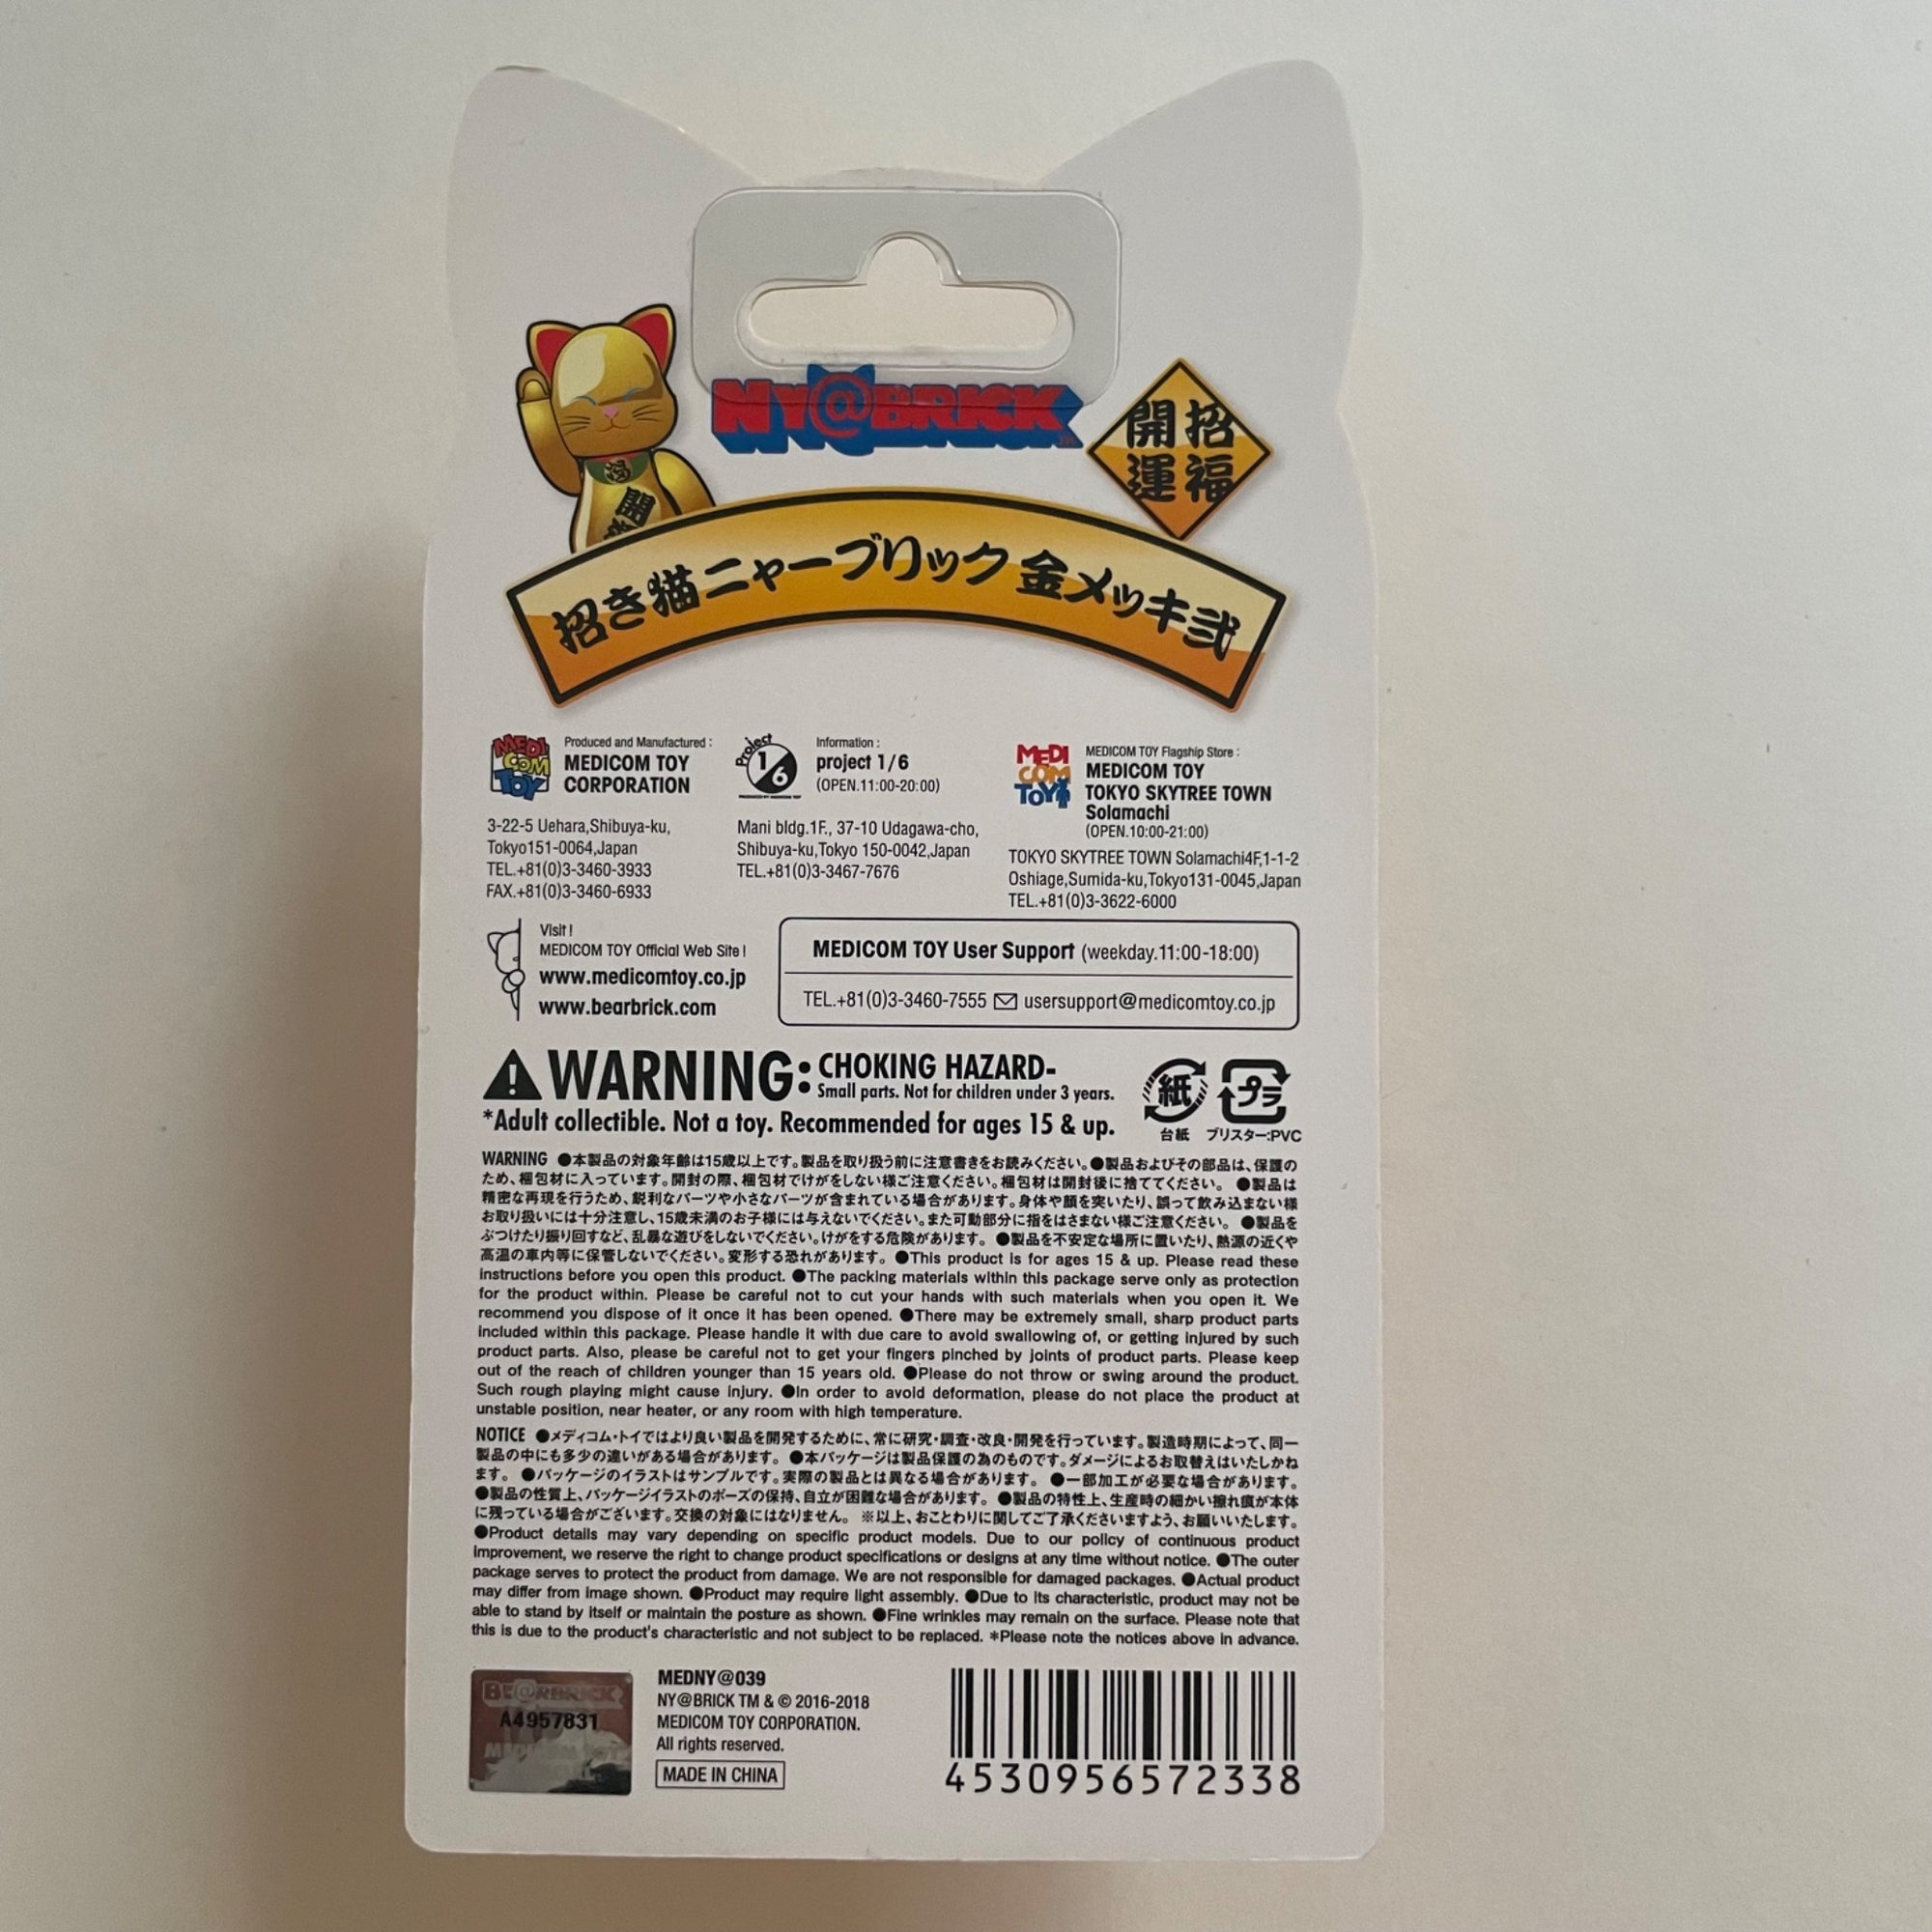 NY@BRICK
TM
招福
開運
福
開
招き猫ニャーブリック 金メッキ弐
MEDI
COM
TOY
Produced and Manufactured :
MEDICOM TOY
CORPORATION
3-22-5 Uehara,Shibuya-ku,
Tokyo151-0064,Japan
TEL.+81(0)3-3460-3933
FAX.+81(0)3-3460-6933
Project
1/6
PRODUCED BY MEDICOM TOY
Information :
project 1/6
(OPEN.11:00-20:00)
Mani bldg.1F., 37-10 Udagawa-cho,
Shibuya-ku,Tokyo 150-0042,Japan
TEL.+81(0)3-3467-7676
MEDI
COM
TOY
MEDICOM TOY Flagship Store :
MEDICOM TOY
TOKYO SKYTREE TOWN
Solamachi
(OPEN.10:00-21:00)
TOKYO SKYTREE TOWN Solamachi4F,1-1-2
Oshiage,Sumida-ku,Tokyo131-0045,Japan
TEL.+81(0)3-3622-6000
Visit !
MEDICOM TOY Official Web Site !
www.medicomtoy.co.jp
www.bearbrick.com
MEDICOM TOY User Support (weekday.11:00-18:00)
TEL.+81(0)3-3460-7555 usersupport@medicomtoy.co.jp
WARNING: CHOKING HAZARD-
Small parts. Not for children under 3 years.
*Adult collectible. Not a toy. Recommended for ages 15 & up.
紙
台紙
プラ
ブリスター:PVC
WARNING ●本製品の対象年齢は15歳以上です。製品を取り扱う前に注意書きをお読みください。●製品およびその部品は、保護の
ため、梱包材に入っています。開封の際、梱包材でけがをしない様ご注意ください。梱包材は開封後に捨ててください。 ●製品は
精密な再現を行うため、鋭利なパーツや小さなパーツが含まれている場合があります。身体や顔を突いたり、誤って飲み込まない様
お取り扱いには十分注意し、15歳未満のお子様には与えないでください。また可動部分に指をはさまない様ご注意ください。 ●製品を
ぶつけたり振り回すなど、乱暴な遊びをしないでください。けがをする危険があります。 ●製品を不安定な場所に置いたり、熱源の近くや
高温の車内等に保管しないでください。変形する恐れがあります。 ●This product is for ages 15 & up. Please read these
instructions before you open this product. ●The packing materials within this package serve only as protection
for the product within. Please be careful not to cut your hands with such materials when you open it. We
recommend you dispose of it once it has been opened. ●There may be extremely small, sharp product parts
included within this package. Please handle it with due care to avoid swallowing of, or getting injured by such
product parts. Also, please be careful not to get your fingers pinched by joints of product parts. Please keep
out of the reach of children younger than 15 years old. ●Please do not throw or swing around the product.
Such rough playing might cause injury. ●In order to avoid deformation, please do not place the product at
unstable position, near heater, or any room with high temperature.
NOTICE ●メディコム・トイではより良い製品を開発するために、常に研究・調査・改良・開発を行っています。製造時期によって、同一
製品の中にも多少の違いがある場合があります。 ●本パッケージは製品保護の為のものです。ダメージによるお取替えはいたしかね
ます。 ●パッケージのイラストはサンプルです。実際の製品とは異なる場合があります。 ●一部加工が必要な場合があります。
●製品の性質上、パッケージイラストのポーズの保持、自立が困難な場合があります。 ●製品の特性上、生産時の細かい擦れ痕が本体
に残っている場合がございます。交換の対象にはなりません。 ※以上、おことわりに関してご了承くださいますよう、お願いいたします。
●Product details may vary depending on specific product models. Due to our policy of continuous product
improvement, we reserve the right to change product specifications or designs at any time without notice. ●The outer
package serves to protect the product from damage. We are not responsible for damaged packages. ●Actual product
may differ from image shown. ●Product may require light assembly. ●Due to its characteristic, product may not be
able to stand by itself or maintain the posture as shown. ●Fine wrinkles may remain on the surface. Please note that
this is due to the product's characteristic and not subject to be replaced. *Please note the notices above in advance.
BE@RBRICK
A4957831
MEDNY@039
NY@BRICK TM & © 2016-2018
MEDICOM TOY CORPORATION.
All rights reserved.
MADE IN CHINA
4530956572338